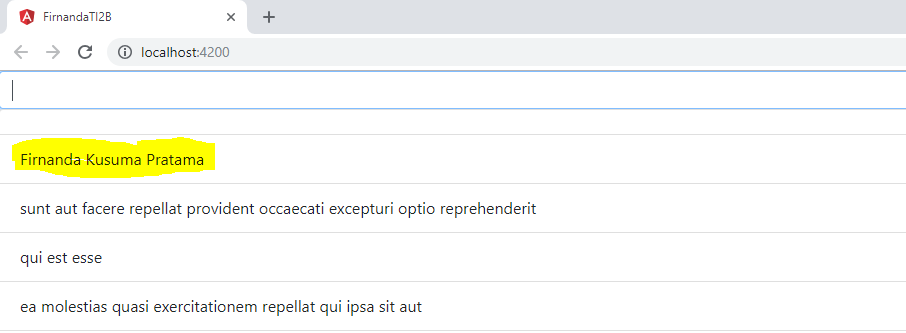 FirnandaTI2B
localhost:4200
Firnanda Kusuma Pratama
sunt aut facere repellat provident occaecati excepturi optio reprehenderit
qui est esse
ea molestias quasi exercitationem repellat qui ipsa sit aut